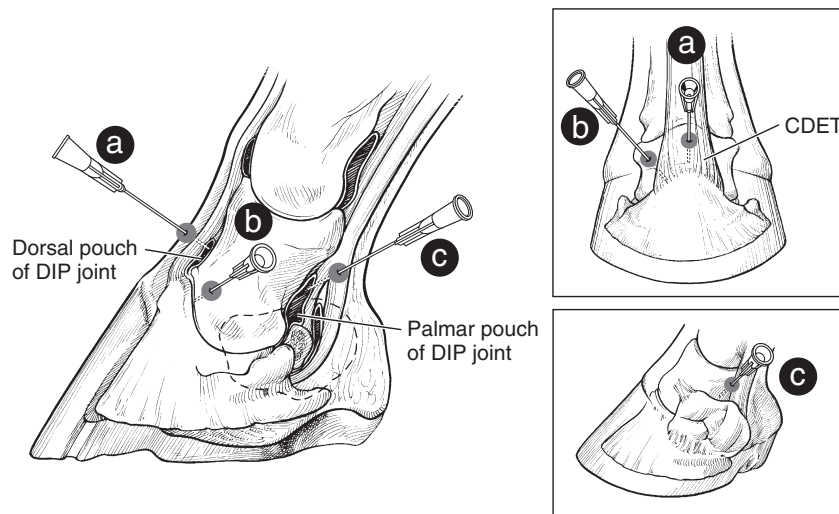 a
b
Dorsal pouch
of DIP joint
c
Palmar pouch
of DIP joint
a
b
CDET
c